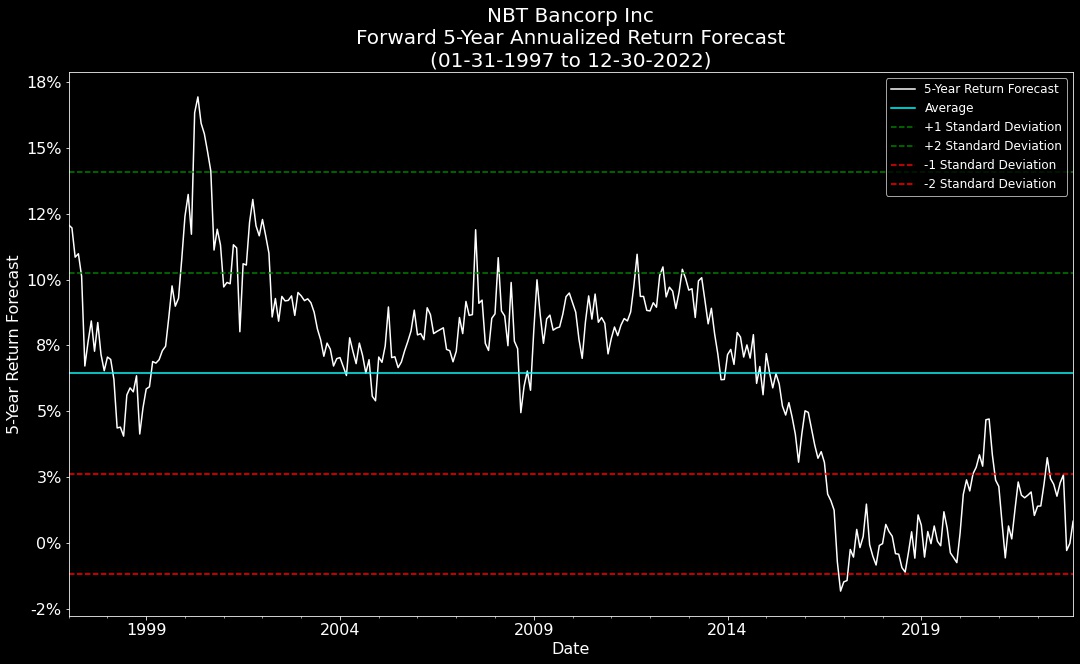 NBT Bancorp Inc
Forward 5-Year Annualized Return Forecast
(01-31-1997 to 12-30-2022)
5-Year Return Forecast
Average
+1 Standard Deviation
+2 Standard Deviation
-1 Standard Deviation
-2 Standard Deviation
18%
15%
12%
10%
8%
5%
3%
0%
-2%
5-Year Return Forecast
1999
2004
2009
2014
2019
Date